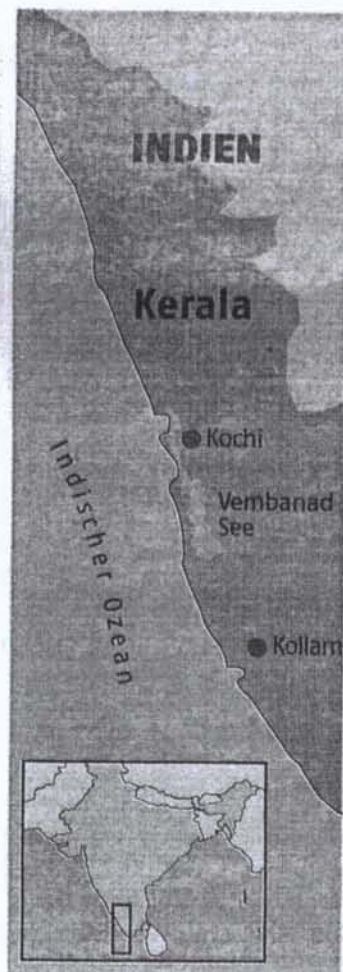 INDIEN
Kerala
Kochi
Indischer Ozean
Vembanad
See
Kollam